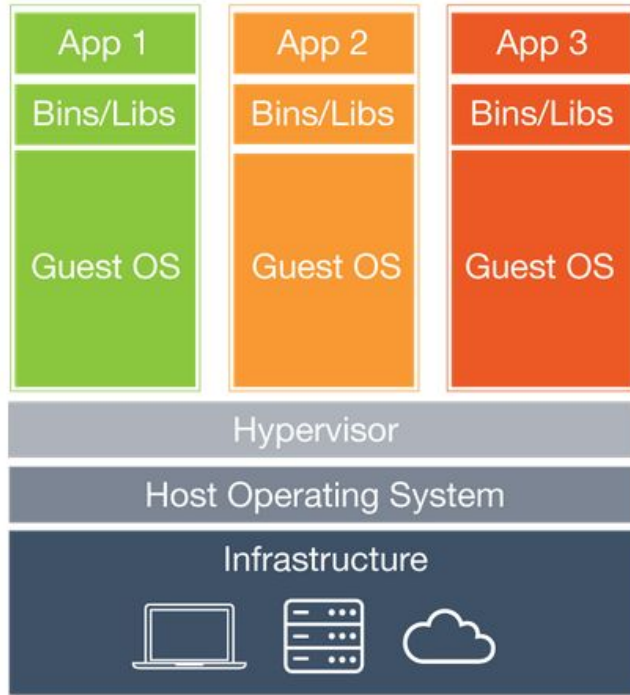 App 1
App 2
App 3
Bins/Libs
Bins/Libs
Bins/Libs
Guest OS
Guest OS
Guest OS
Hypervisor
Host Operating System
Infrastructure